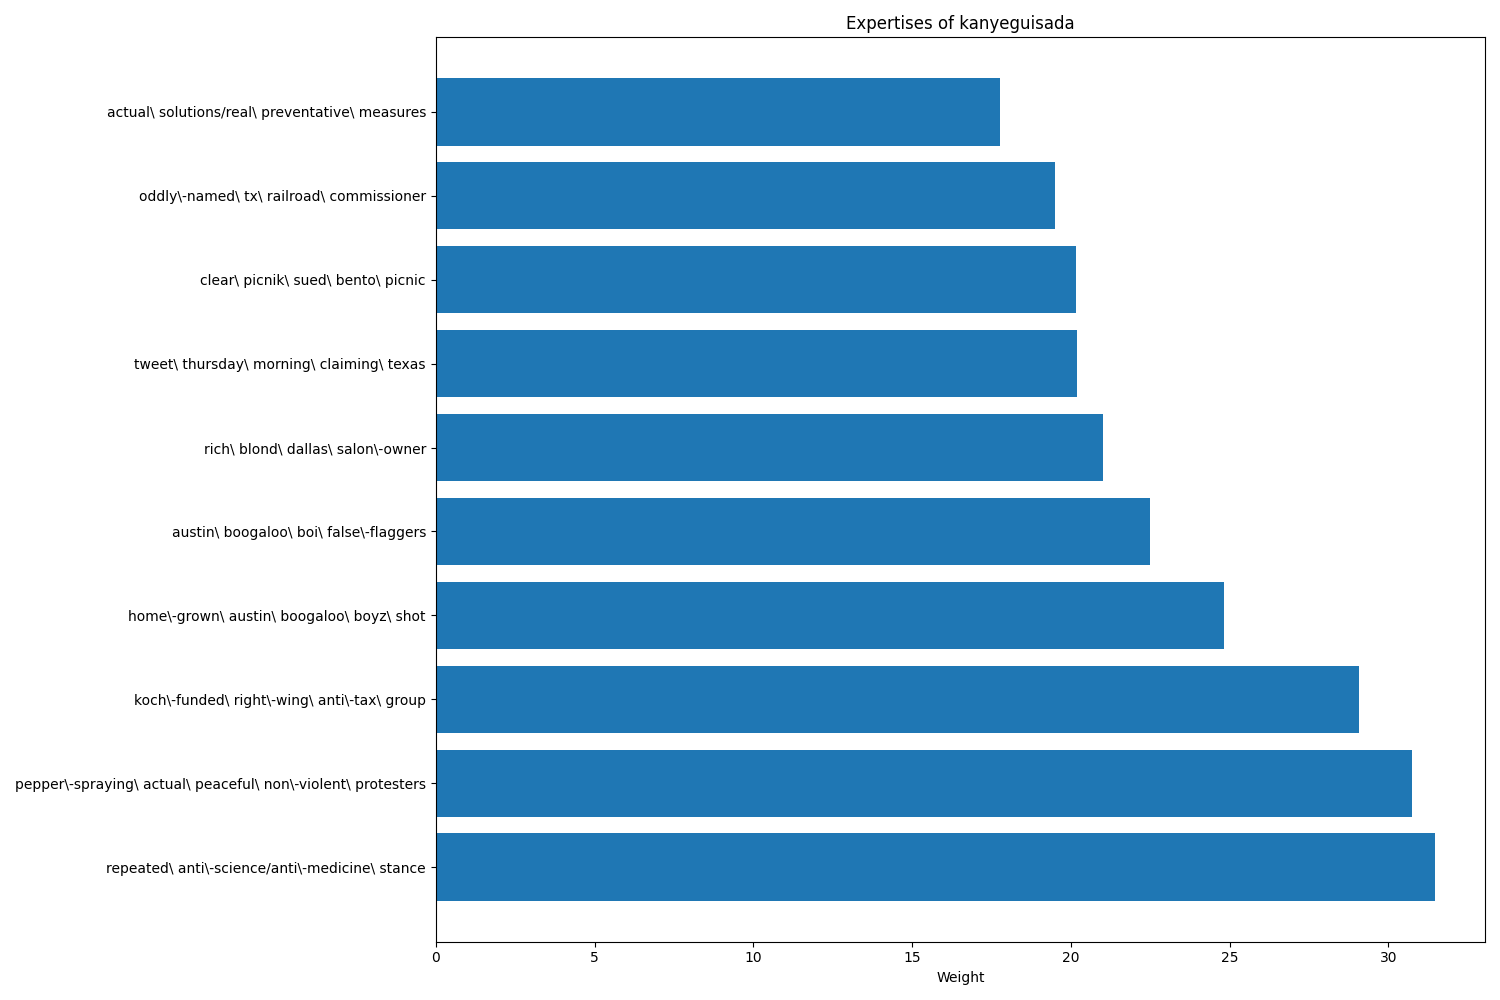 Expertises of kanyeguisada
actual\ solutions/real\ preventative\ measures
oddly\-named\ tx\ railroad\ commissioner
clear\ picnik\ sued\ bento\ picnic
tweet\ thursday\ morning\ claiming\ texas
rich\ blond\ dallas\ salon\-owner
austin\ boogaloo\ boi\ false\-flaggers
home\-grown\ austin\ boogaloo\ boyz\ shot
koch\-funded\ right\-wing\ anti\-tax\ group
pepper\-spraying\ actual\ peaceful\ non\-violent\ protesters
repeated\ anti\-science/anti\-medicine\ stance
0 5 10 15 20 25 30
Weight